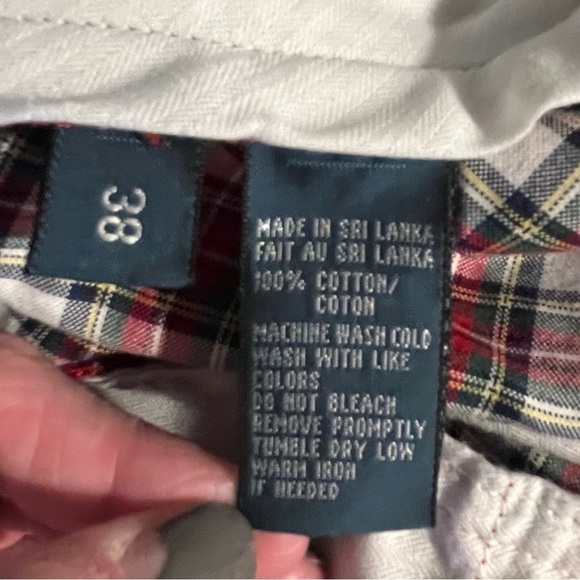 38
MADE IN SRI LANKA
FAIT AU SRI LANKA
100% COTTON/
COTON
MACHINE WASH COLD
WASH WITH LIKE
COLORS
DO NOT BLEACH
REMOVE PROMPTLY
TUMBLE DRY LOW
WARM IRON
IF NEEDED